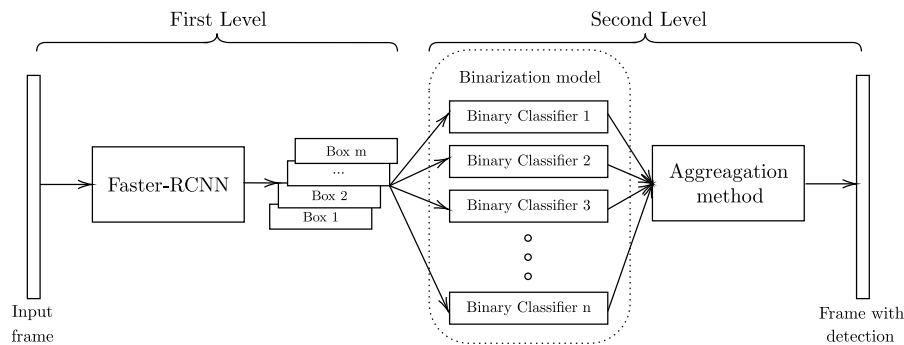 First Level
Second Level
Input
frame
Faster-RCNN
Box m
...
Box 2
Box 1
Binarization model
Binary Classifier 1
Binary Classifier 2
Binary Classifier 3
Binary Classifier n
Aggreagation
method
Frame with
detection